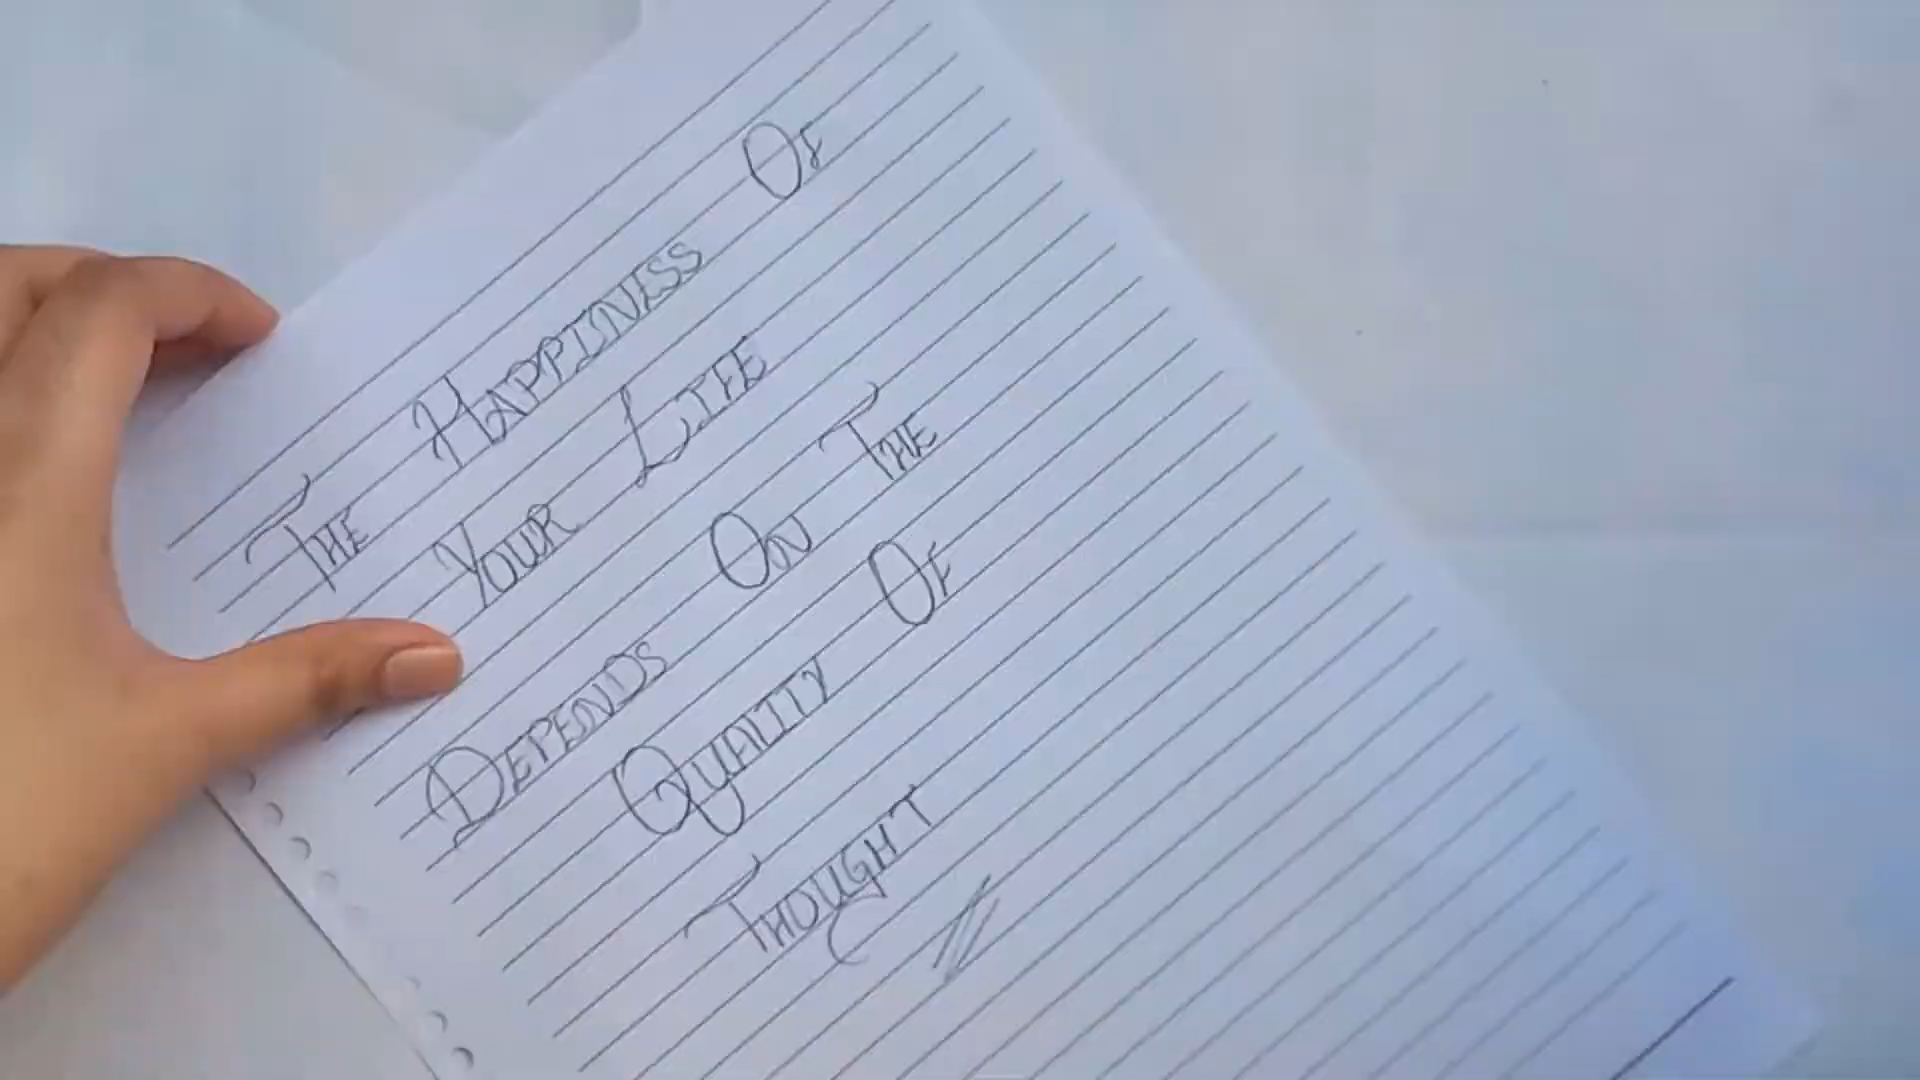 THE HAPPINESS OF
YOUR LIFE
DEPENDS ON THE
QUALITY OF
THOUGHT